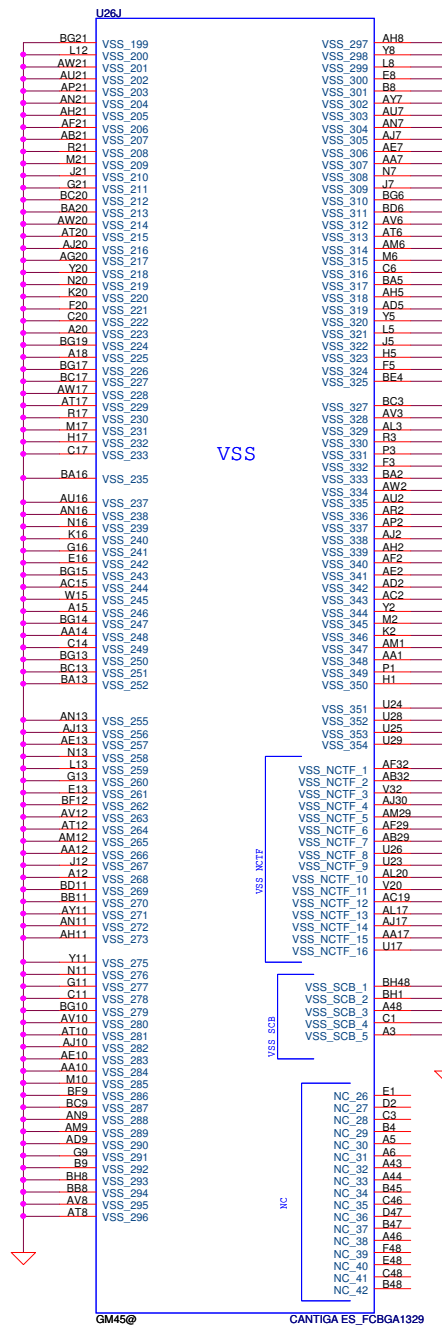 U26J
BG21 VSS_199
L12 VSS_200
AW21 VSS_201
AU21 VSS_202
AP21 VSS_203
AN21 VSS_204
AH21 VSS_205
AF21 VSS_206
AB21 VSS_207
R21 VSS_208
M21 VSS_209
J21 VSS_210
G21 VSS_211
BC20 VSS_212
BA20 VSS_213
AW20 VSS_214
AT20 VSS_215
AJ20 VSS_216
AG20 VSS_217
Y20 VSS_218
N20 VSS_219
K20 VSS_220
F20 VSS_221
C20 VSS_222
A20 VSS_223
BG19 VSS_224
A18 VSS_225
BG17 VSS_226
BC17 VSS_227
AW17 VSS_228
AT17 VSS_229
R17 VSS_230
M17 VSS_231
H17 VSS_232
C17 VSS_233
BA16 VSS_235
AU16 VSS_237
AN16 VSS_238
N16 VSS_239
K16 VSS_240
G16 VSS_241
E16 VSS_242
BG15 VSS_243
AC15 VSS_244
W15 VSS_245
A15 VSS_246
BG14 VSS_247
AA14 VSS_248
C14 VSS_249
BG13 VSS_250
BC13 VSS_251
BA13 VSS_252
AN13 VSS_255
AJ13 VSS_256
AE13 VSS_257
N13 VSS_258
L13 VSS_259
G13 VSS_260
E13 VSS_261
BF12 VSS_262
AV12 VSS_263
AT12 VSS_264
AM12 VSS_265
AA12 VSS_266
J12 VSS_267
A12 VSS_268
BD11 VSS_269
BB11 VSS_270
AY11 VSS_271
AN11 VSS_272
AH11 VSS_273
Y11 VSS_275
N11 VSS_276
G11 VSS_277
C11 VSS_278
BG10 VSS_279
AV10 VSS_280
AT10 VSS_281
AJ10 VSS_282
AE10 VSS_283
AA10 VSS_284
M10 VSS_285
BF9 VSS_286
BC9 VSS_287
AN9 VSS_288
AM9 VSS_289
AD9 VSS_290
G9 VSS_291
B9 VSS_292
BH8 VSS_293
BB8 VSS_294
AV8 VSS_295
AT8 VSS_296
VSS
VSS_297 AH8
VSS_298 Y8
VSS_299 L8
VSS_300 E8
VSS_301 B8
VSS_302 AY7
VSS_303 AU7
VSS_304 AN7
VSS_305 AJ7
VSS_306 AE7
VSS_307 AA7
VSS_308 N7
VSS_309 J7
VSS_310 BG6
VSS_311 BD6
VSS_312 AV6
VSS_313 AT6
VSS_314 AM6
VSS_315 M6
VSS_316 C6
VSS_317 BA5
VSS_318 AH5
VSS_319 AD5
VSS_320 Y5
VSS_321 L5
VSS_322 J5
VSS_323 H5
VSS_324 F5
VSS_325 BE4
VSS_327 BC3
VSS_328 AV3
VSS_329 AL3
VSS_330 R3
VSS_331 P3
VSS_332 F3
VSS_333 BA2
VSS_334 AW2
VSS_335 AU2
VSS_336 AR2
VSS_337 AP2
VSS_338 AJ2
VSS_339 AH2
VSS_340 AF2
VSS_341 AE2
VSS_342 AD2
VSS_343 AC2
VSS_344 Y2
VSS_345 M2
VSS_346 K2
VSS_347 AM1
VSS_348 AA1
VSS_349 P1
VSS_350 H1
VSS_351 U24
VSS_352 U28
VSS_353 U25
VSS_354 U29
VSS NCTF
VSS_NCTF_1 AF32
VSS_NCTF_2 AB32
VSS_NCTF_3 V32
VSS_NCTF_4 AJ30
VSS_NCTF_5 AM29
VSS_NCTF_6 AF29
VSS_NCTF_7 AB29
VSS_NCTF_8 U26
VSS_NCTF_9 U23
VSS_NCTF_10 AL20
VSS_NCTF_11 V20
VSS_NCTF_12 AC19
VSS_NCTF_13 AL17
VSS_NCTF_14 AJ17
VSS_NCTF_15 AA17
VSS_NCTF_16 U17
VSS SCB
VSS_SCB_1 BH48
VSS_SCB_2 BH1
VSS_SCB_3 A48
VSS_SCB_4 C1
VSS_SCB_5 A3
NC
NC_26 E1
NC_27 D2
NC_28 C3
NC_29 B4
NC_30 A5
NC_31 A6
NC_32 A43
NC_33 A44
NC_34 B45
NC_35 C46
NC_36 D47
NC_37 B47
NC_38 A46
NC_39 F48
NC_40 E48
NC_41 C48
NC_42 B48
GM45@ CANTIGA ES_FCBGA1329